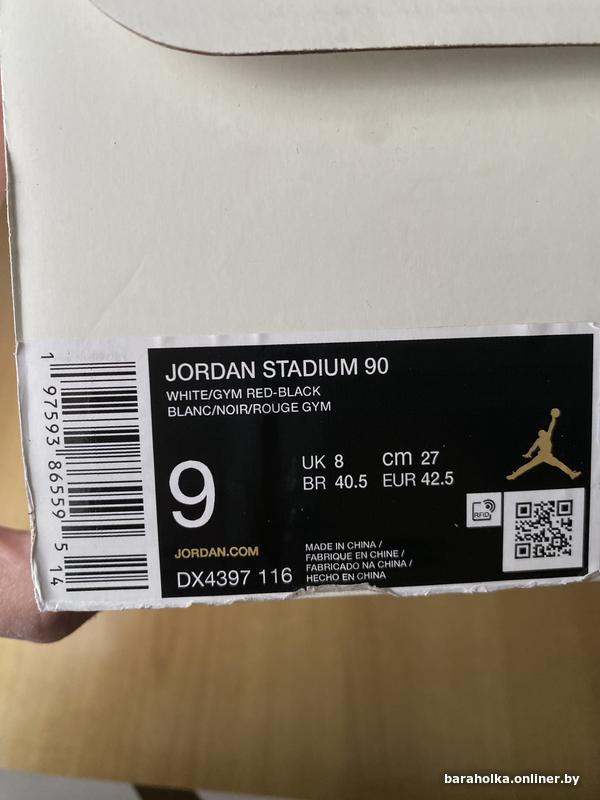 JORDAN STADIUM 90
WHITE/GYM RED-BLACK
BLANC/NOIR/ROUGE GYM
9
UK 8 cm 27
BR 40.5 EUR 42.5
RFID
JORDAN.COM
DX4397 116
MADE IN CHINA /
FABRIQUE EN CHINE /
FABRICADO NA CHINA /
HECHO EN CHINA
1 97593 86559 5 14
baraholka.onliner.by